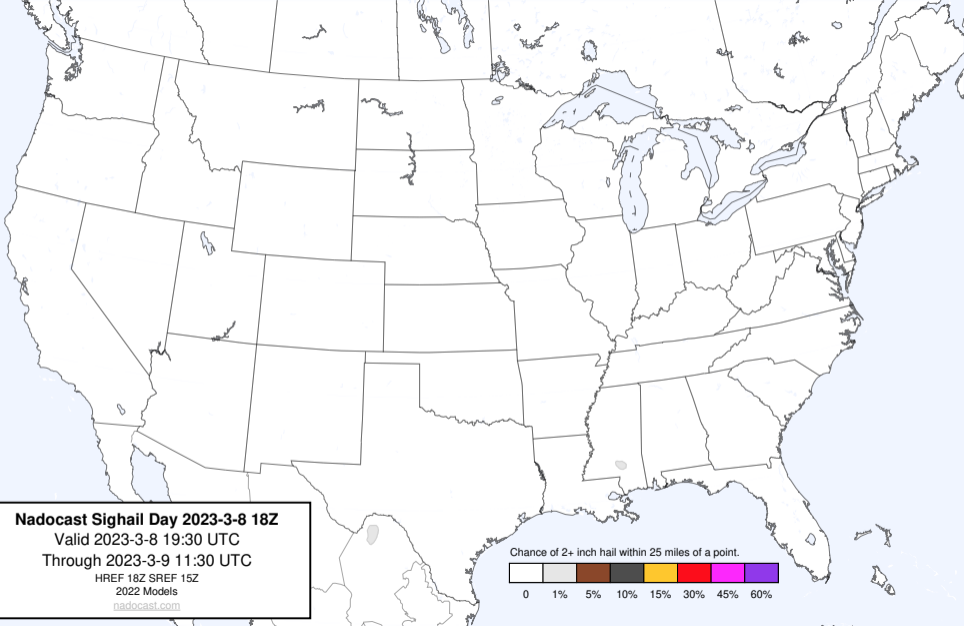 Nadocast Sighail Day 2023-3-8 18Z
Valid 2023-3-8 19:30 UTC
Through 2023-3-9 11:30 UTC
HREF 18Z SREF 15Z
2022 Models
nadocast.com
Chance of 2+ inch hail within 25 miles of a point.
0 1% 5% 10% 15% 30% 45% 60%